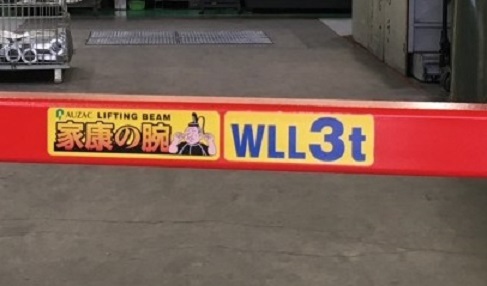 AUZAC LIFTING BEAM
家康の腕
WLL3t